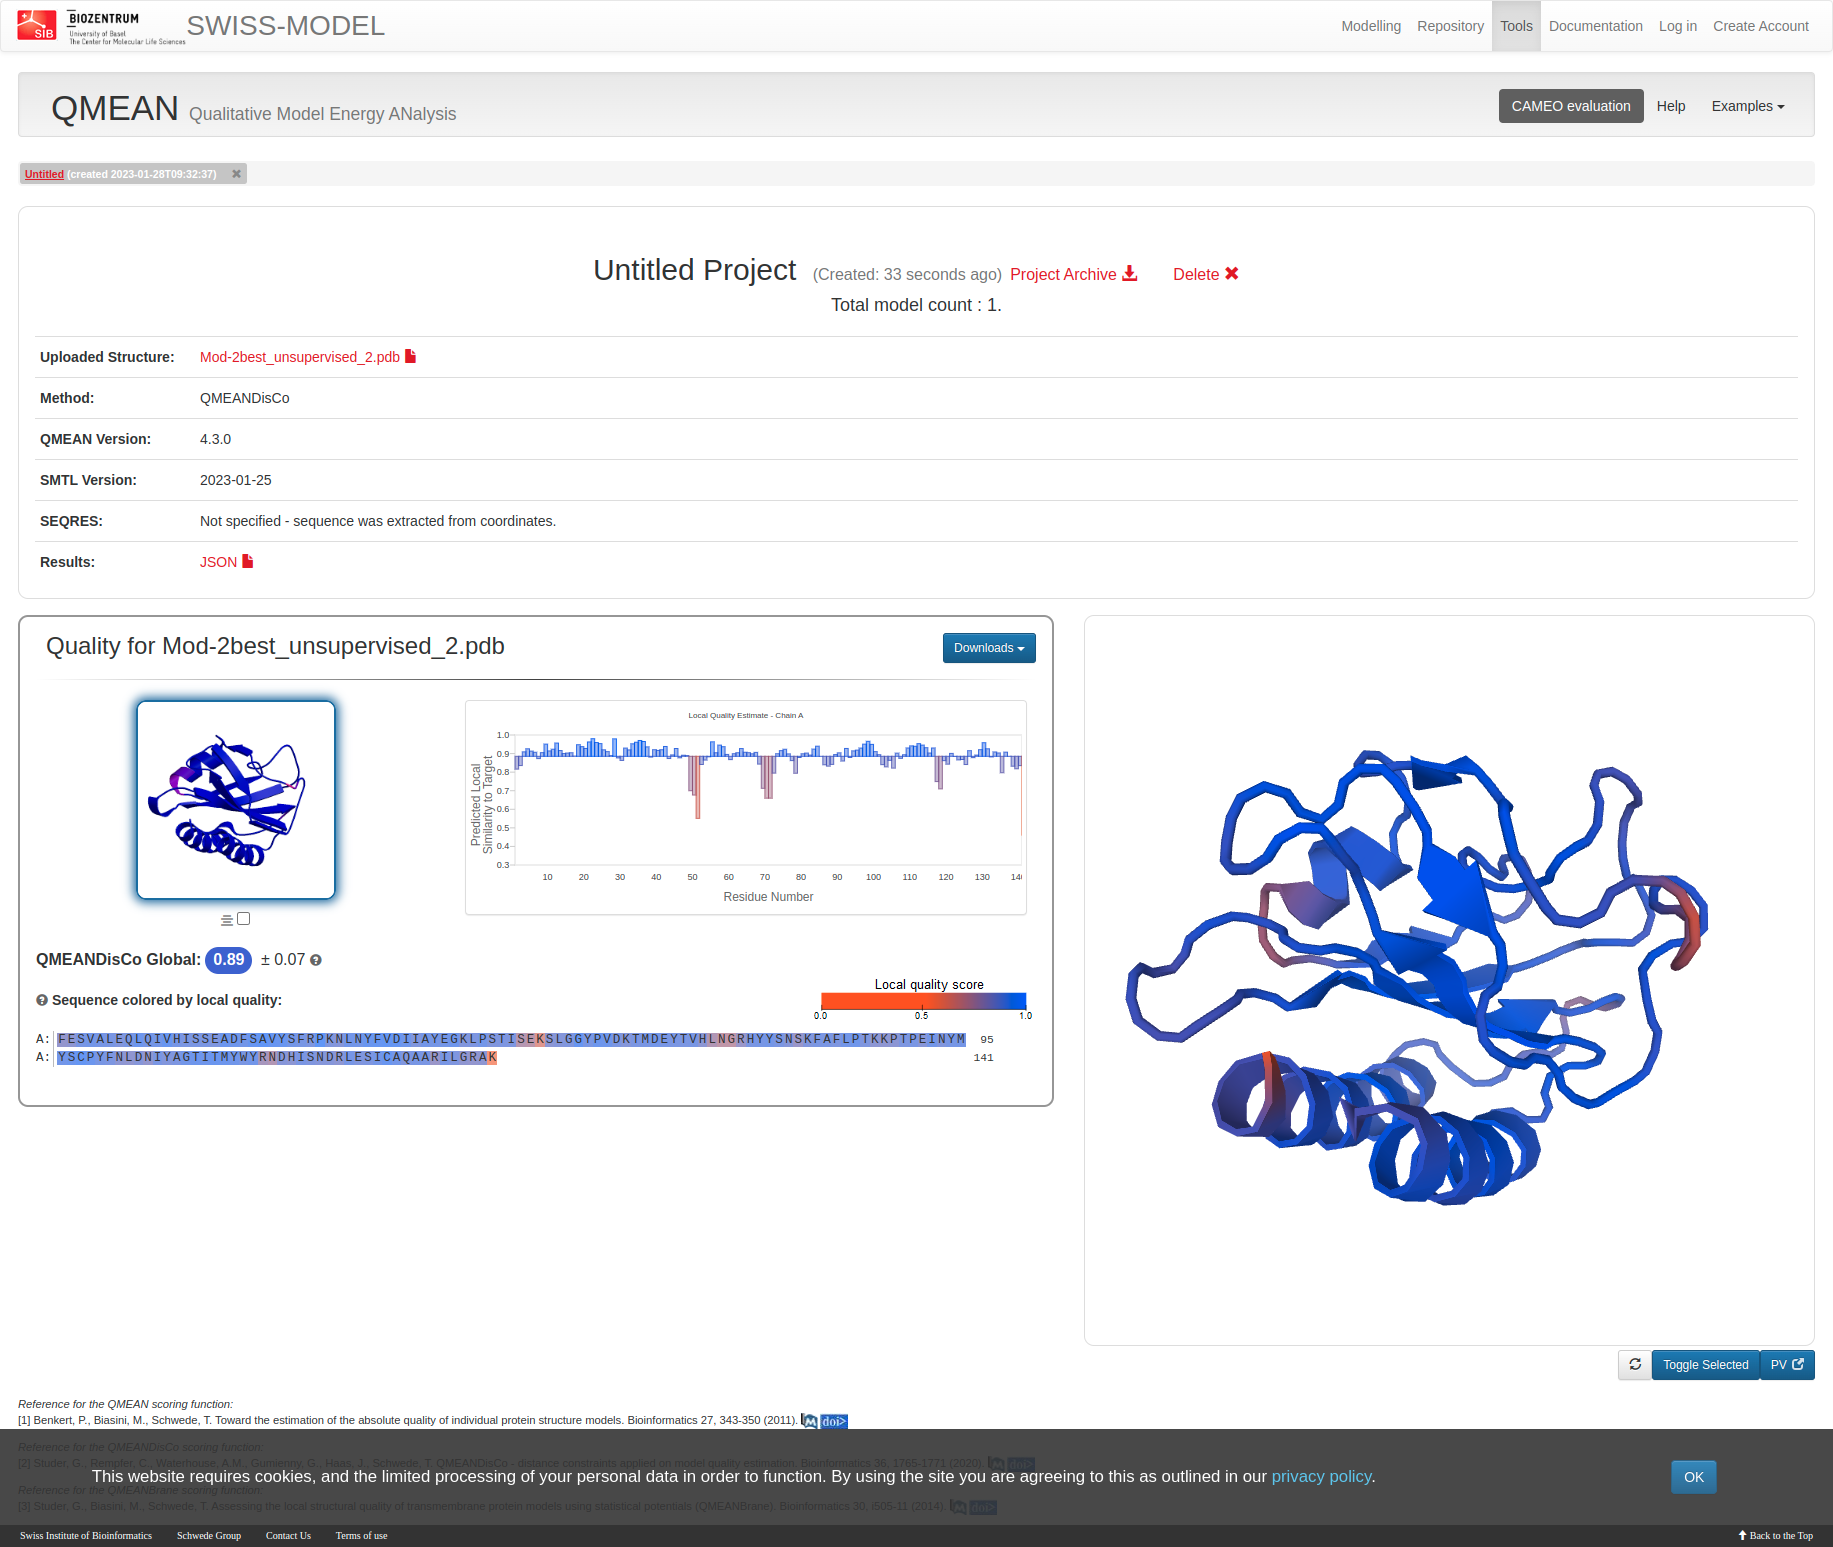 SIB
BIOZENTRUM
University of Basel
The Center for Molecular Life Sciences
SWISS-MODEL
Modelling
Repository
Tools
Documentation
Log in
Create Account
QMEAN Qualitative Model Energy ANalysis
CAMEO evaluation
Help
Examples
Untitled (created 2023-01-28T09:32:37)
Untitled Project (Created: 33 seconds ago) Project Archive Delete
Total model count : 1.
Uploaded Structure: Mod-2best_unsupervised_2.pdb
Method: QMEANDisCo
QMEAN Version: 4.3.0
SMTL Version: 2023-01-25
SEQRES: Not specified - sequence was extracted from coordinates.
Results: JSON
Quality for Mod-2best_unsupervised_2.pdb
Downloads
Local Quality Estimate - Chain A
Predicted Local
Similarity to Target
1.0
0.9
0.8
0.7
0.6
0.5
0.4
0.3
10 20 30 40 50 60 70 80 90 100 110 120 130 14
Residue Number
QMEANDisCo Global: 0.89 ± 0.07
Sequence colored by local quality:
Local quality score
0.0 0.5 1.0
A: FESVALEQLQIVHISSEADFSAVYSFRPKNLNYFVDIIAYEGKLPSTISEKSLGGYPVDKTMDEYTVHLNGRHYYSNSKFAFLPTKKPTPEINYM 95
A: YSCPYFNLDNIYAGTITMYWYRNDHISNDRLESICAQAARILGRAK 141
Toggle Selected
PV
Reference for the QMEAN scoring function:
[1] Benkert, P., Biasini, M., Schwede, T. Toward the estimation of the absolute quality of individual protein structure models. Bioinformatics 27, 343-350 (2011). M doi>
Reference for the QMEANDisCo scoring function:
[2] Studer, G., Rempfer, C., Waterhouse, A.M., Gumienny, G., Haas, J., Schwede, T. QMEANDisCo - distance constraints applied on model quality estimation. Bioinformatics 36, 1765-1771 (2020). M doi>
This website requires cookies, and the limited processing of your personal data in order to function. By using the site you are agreeing to this as outlined in our privacy policy.
OK
Reference for the QMEANBrane scoring function:
[3] Studer, G., Biasini, M., Schwede, T. Assessing the local structural quality of transmembrane protein models using statistical potentials (QMEANBrane). Bioinformatics 30, i505-11 (2014). M doi>
Swiss Institute of Bioinformatics
Schwede Group
Contact Us
Terms of use
Back to the Top